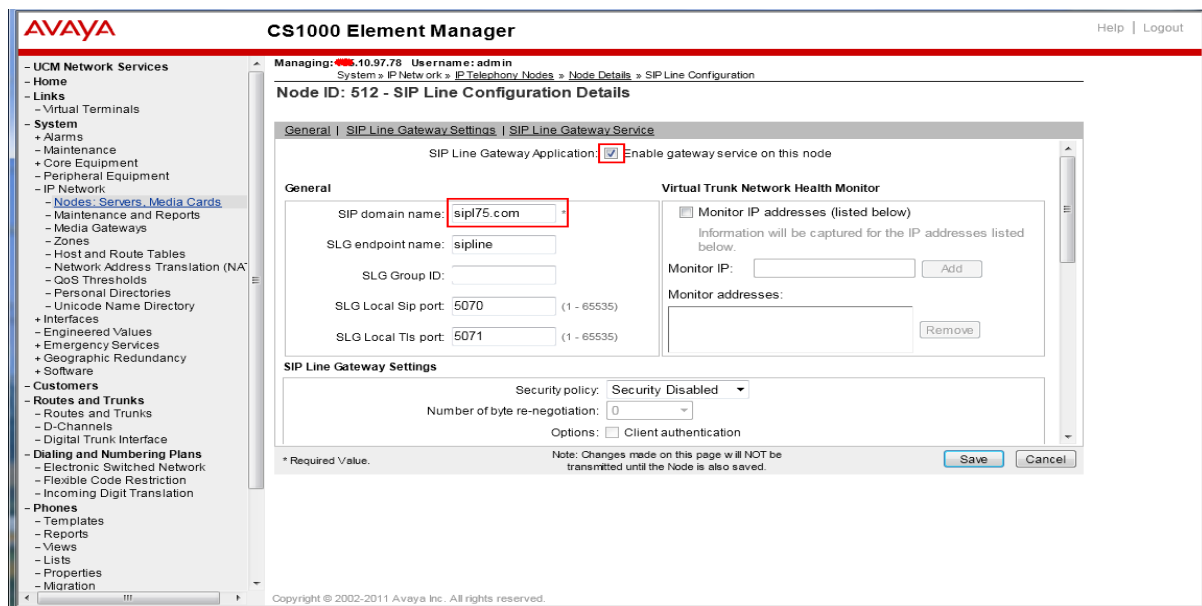 AVAYA
CS1000 Element Manager
Help | Logout
– UCM Network Services
– Home
– Links
– Virtual Terminals
– System
+ Alarms
– Maintenance
+ Core Equipment
– Peripheral Equipment
– IP Network
– Nodes: Servers, Media Cards
– Maintenance and Reports
– Media Gateways
– Zones
– Host and Route Tables
– Network Address Translation (NA
– QoS Thresholds
– Personal Directories
– Unicode Name Directory
+ Interfaces
– Engineered Values
+ Emergency Services
+ Geographic Redundancy
+ Software
– Customers
– Routes and Trunks
– Routes and Trunks
– D-Channels
– Digital Trunk Interface
– Dialing and Numbering Plans
– Electronic Switched Network
– Flexible Code Restriction
– Incoming Digit Translation
– Phones
– Templates
– Reports
– Views
– Lists
– Properties
– Migration
Managing: .10.97.78 Username: admin
System » IP Network » IP Telephony Nodes » Node Details » SIP Line Configuration
Node ID: 512 - SIP Line Configuration Details
General | SIP Line Gateway Settings | SIP Line Gateway Service
SIP Line Gateway Application: Enable gateway service on this node
General
SIP domain name: sipl75.com *
SLG endpoint name: sipline
SLG Group ID:
SLG Local Sip port: 5070 (1 - 65535)
SLG Local Tls port: 5071 (1 - 65535)
Virtual Trunk Network Health Monitor
Monitor IP addresses (listed below)
Information will be captured for the IP addresses listed
below.
Monitor IP: Add
Monitor addresses:
Remove
SIP Line Gateway Settings
Security policy: Security Disabled
Number of byte re-negotiation: 0
Options: Client authentication
* Required Value.
Note: Changes made on this page will NOT be
transmitted until the Node is also saved.
Save Cancel
Copyright © 2002-2011 Avaya Inc. All rights reserved.